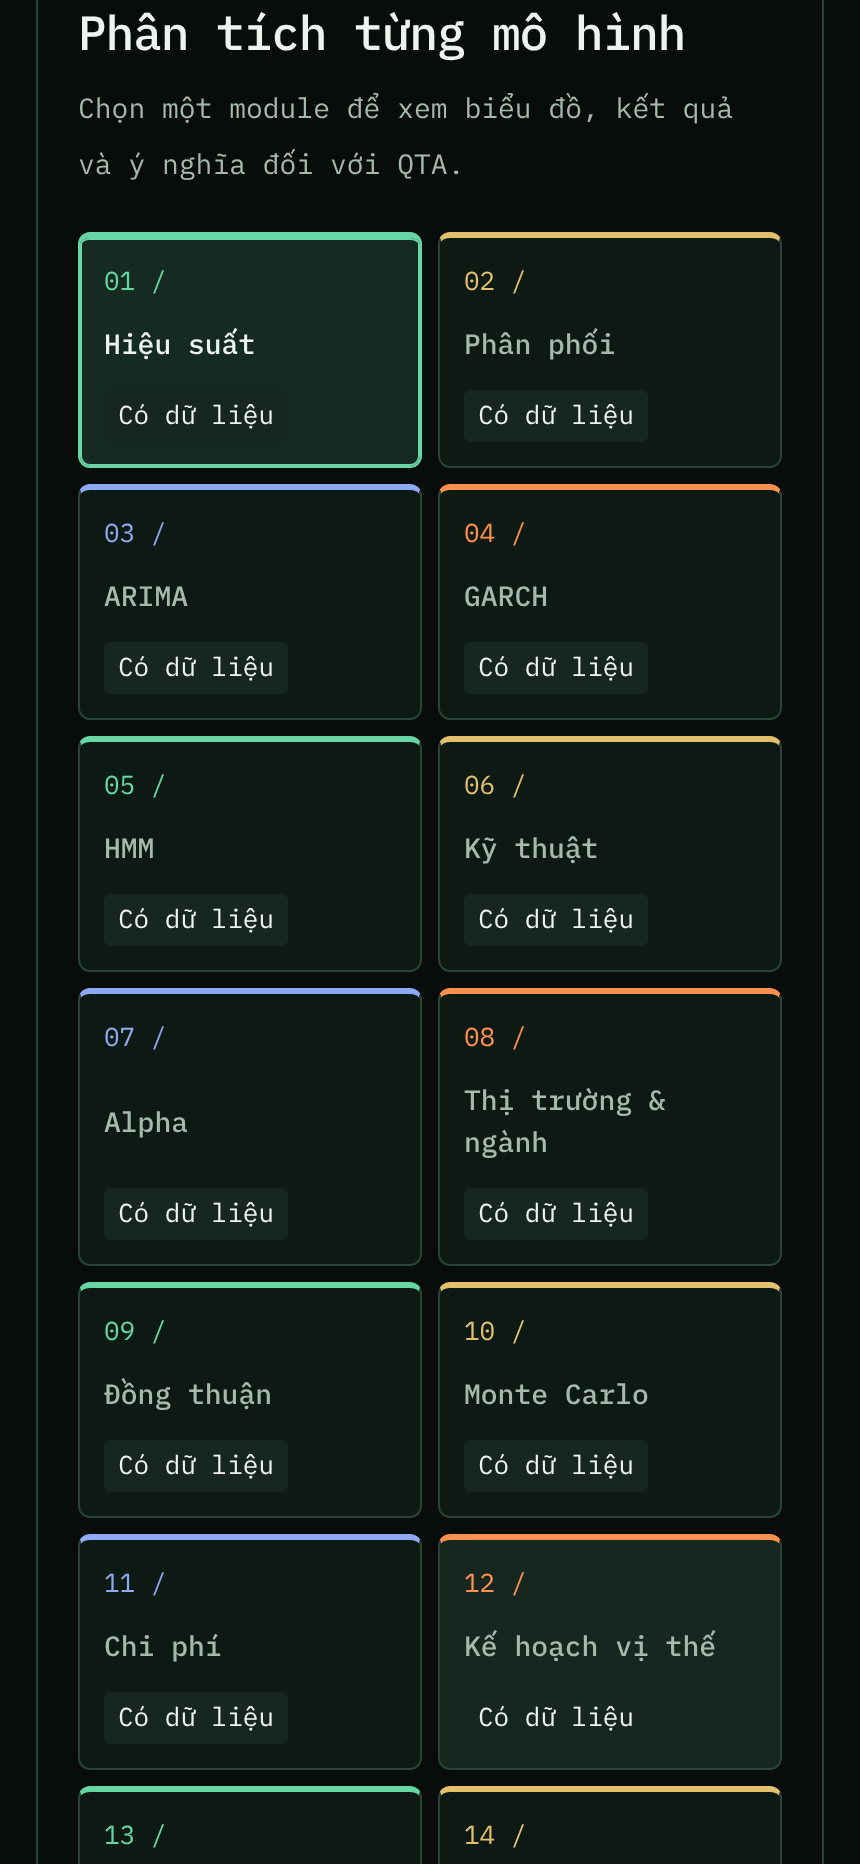 Phân tích từng mô hình
Chọn một module để xem biểu đồ, kết quả
và ý nghĩa đối với QTA.
01 /
Hiệu suất
Có dữ liệu
02 /
Phân phối
Có dữ liệu
03 /
ARIMA
Có dữ liệu
04 /
GARCH
Có dữ liệu
05 /
HMM
Có dữ liệu
06 /
Kỹ thuật
Có dữ liệu
07 /
Alpha
Có dữ liệu
08 /
Thị trường &
ngành
Có dữ liệu
09 /
Đồng thuận
Có dữ liệu
10 /
Monte Carlo
Có dữ liệu
11 /
Chi phí
Có dữ liệu
12 /
Kế hoạch vị thế
Có dữ liệu
13 /
14 /